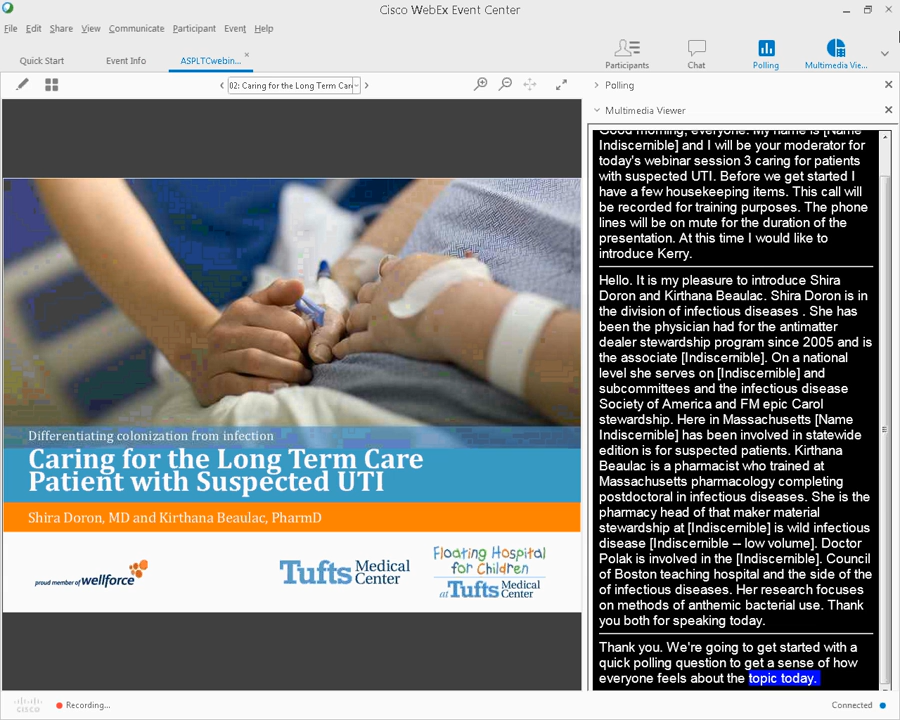 Cisco WebEx Event Center
File Edit Share View Communicate Participant Event Help
Quick Start Event Info ASPLTCwebin...
Participants Chat Polling Multimedia Vie...
02: Caring for the Long Term Car
Polling
Multimedia Viewer
Good morning, everyone. My name is [Name
Indiscernible] and I will be your moderator for
today's webinar session 3 caring for patients
with suspected UTI. Before we get started I
have a few housekeeping items. This call will
be recorded for training purposes. The phone
lines will be on mute for the duration of the
presentation. At this time I would like to
introduce Kerry.
Hello. It is my pleasure to introduce Shira
Doron and Kirthana Beaulac. Shira Doron is in
the division of infectious diseases . She has
been the physician had for the antimatter
dealer stewardship program since 2005 and is
the associate [Indiscernible]. On a national
level she serves on [Indiscernible] and
subcommittees and the infectious disease
Society of America and FM epic Carol
stewardship. Here in Massachusetts [Name
Indiscernible] has been involved in statewide
edition is for suspected patients. Kirthana
Beaulac is a pharmacist who trained at
Massachusetts pharmacology completing
postdoctoral in infectious diseases. She is the
pharmacy head of that maker material
stewardship at [Indiscernible] is wild infectious
disease [Indiscernible -- low volume]. Doctor
Polak is involved in the [Indiscernible]. Council
of Boston teaching hospital and the side of the
of infectious diseases. Her research focuses
on methods of anthemic bacterial use. Thank
you both for speaking today.
Thank you. We're going to get started with a
quick polling question to get a sense of how
everyone feels about the topic today.
Differentiating colonization from infection
Caring for the Long Term Care
Patient with Suspected UTI
Shira Doron, MD and Kirthana Beaulac, PharmD
proud member of wellforce
Tufts Medical
Center
Floating Hospital
for Children
at Tufts Medical
Center
cisco
Recording...
Connected